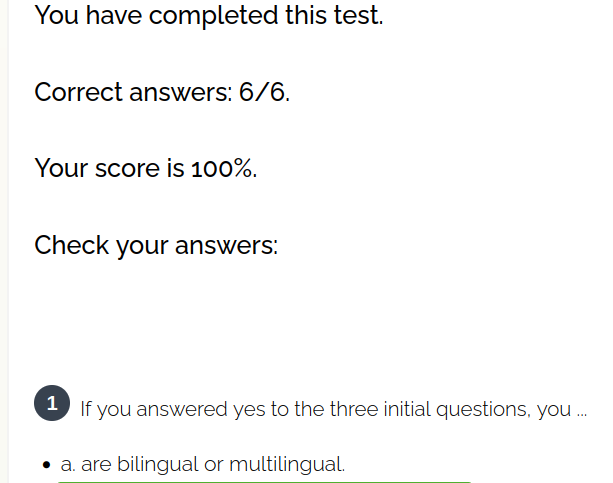 You have completed this test.
Correct answers: 6/6.
Your score is 100%.
Check your answers:
1 If you answered yes to the three initial questions, you ...
• a. are bilingual or multilingual.